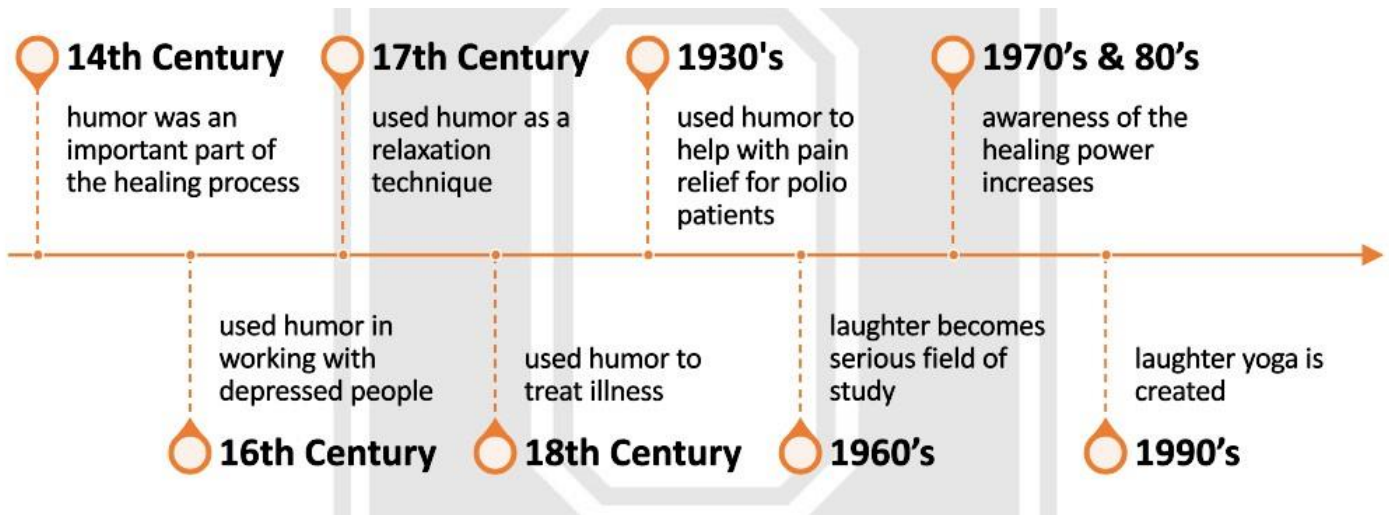 14th Century
humor was an
important part of
the healing process
used humor in
working with
depressed people
16th Century
17th Century
used humor as a
relaxation
technique
used humor to
treat illness
18th Century
1930's
used humor to
help with pain
relief for polio
patients
laughter becomes
serious field of
study
1960’s
1970’s & 80’s
awareness of the
healing power
increases
laughter yoga is
created
1990’s